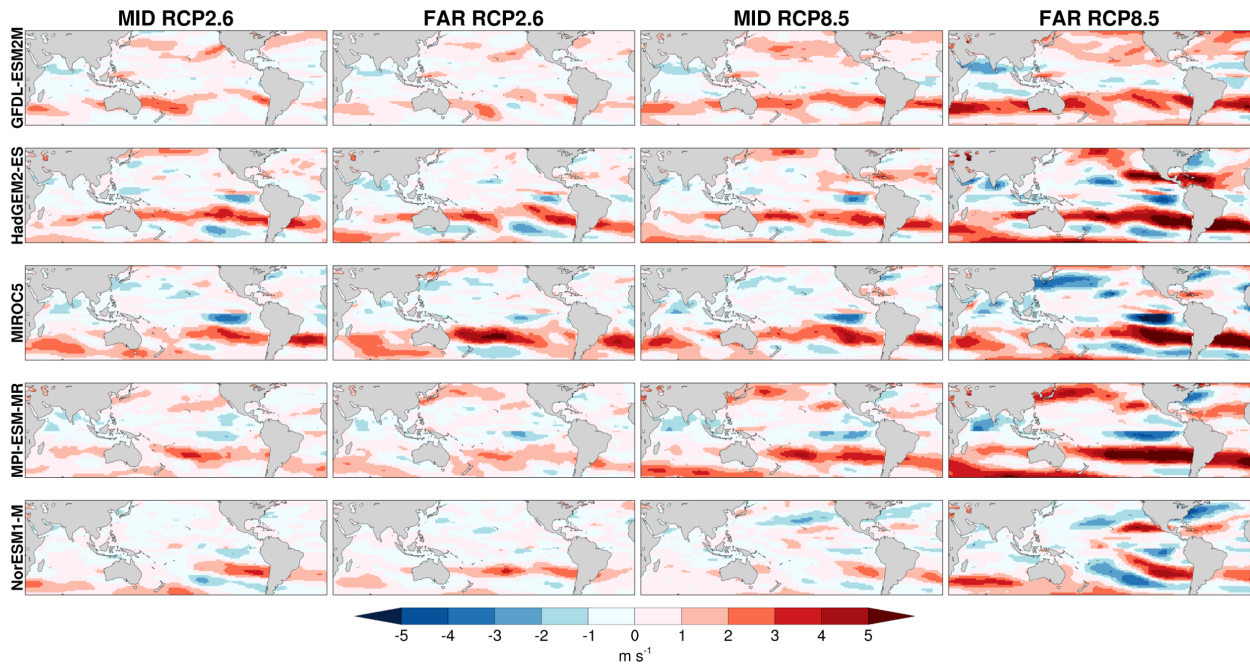 MID RCP2.6 FAR RCP2.6 MID RCP8.5 FAR RCP8.5
GFDL-ESM2M
HadGEM2-ES
MIROC5
MPI-ESM-MR
NorESM1-M
-5 -4 -3 -2 -1 0 1 2 3 4 5
m s⁻¹